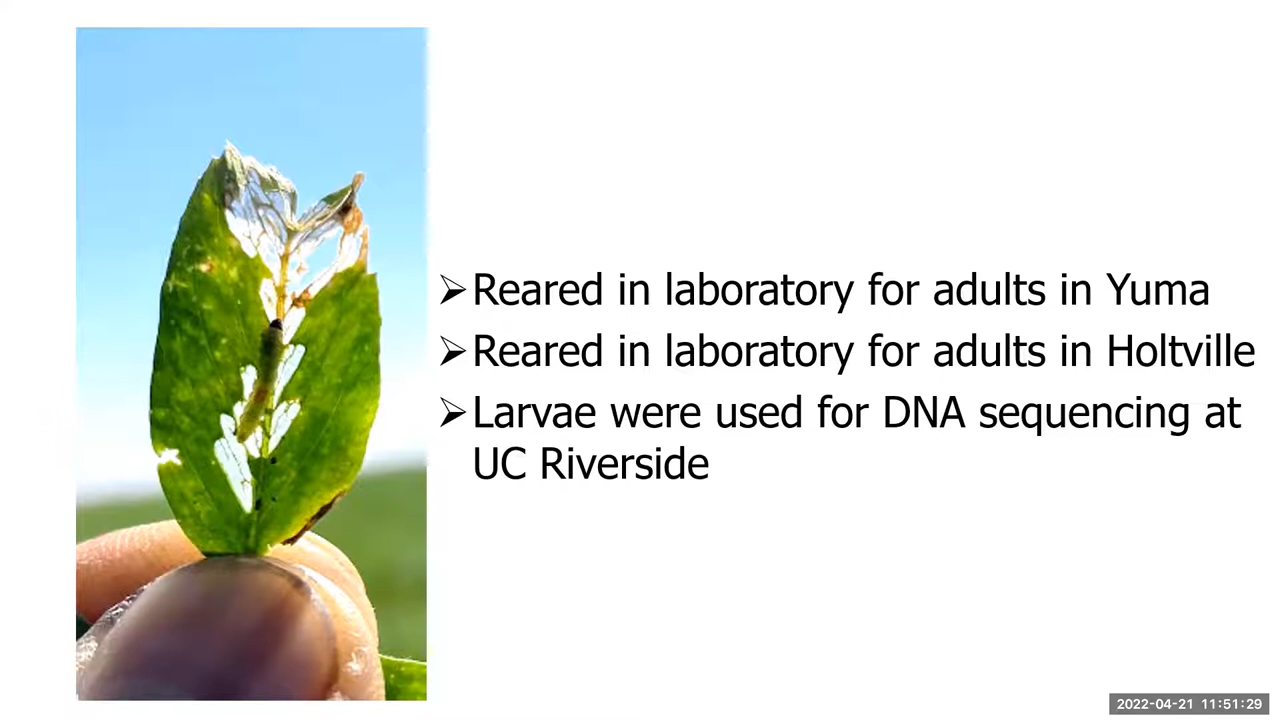 ➢Reared in laboratory for adults in Yuma
➢Reared in laboratory for adults in Holtville
➢Larvae were used for DNA sequencing at
UC Riverside
2022-04-21 11:51:29